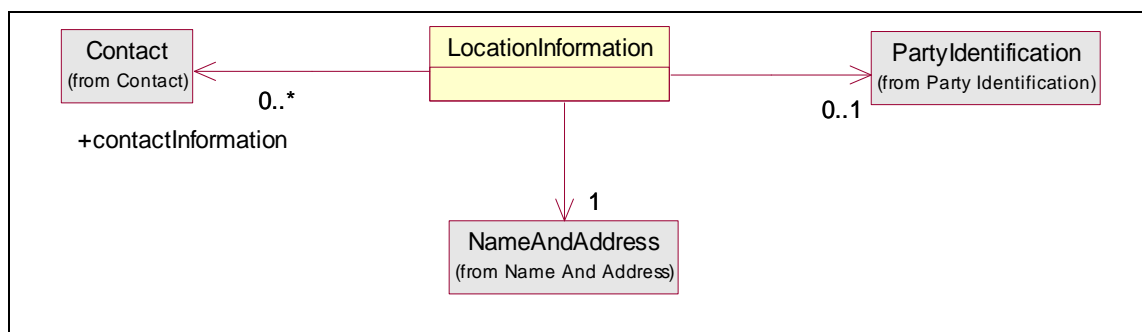 Contact
(from Contact)
0..*
+contactInformation
LocationInformation
PartyIdentification
(from Party Identification)
0..1
1
NameAndAddress
(from Name And Address)